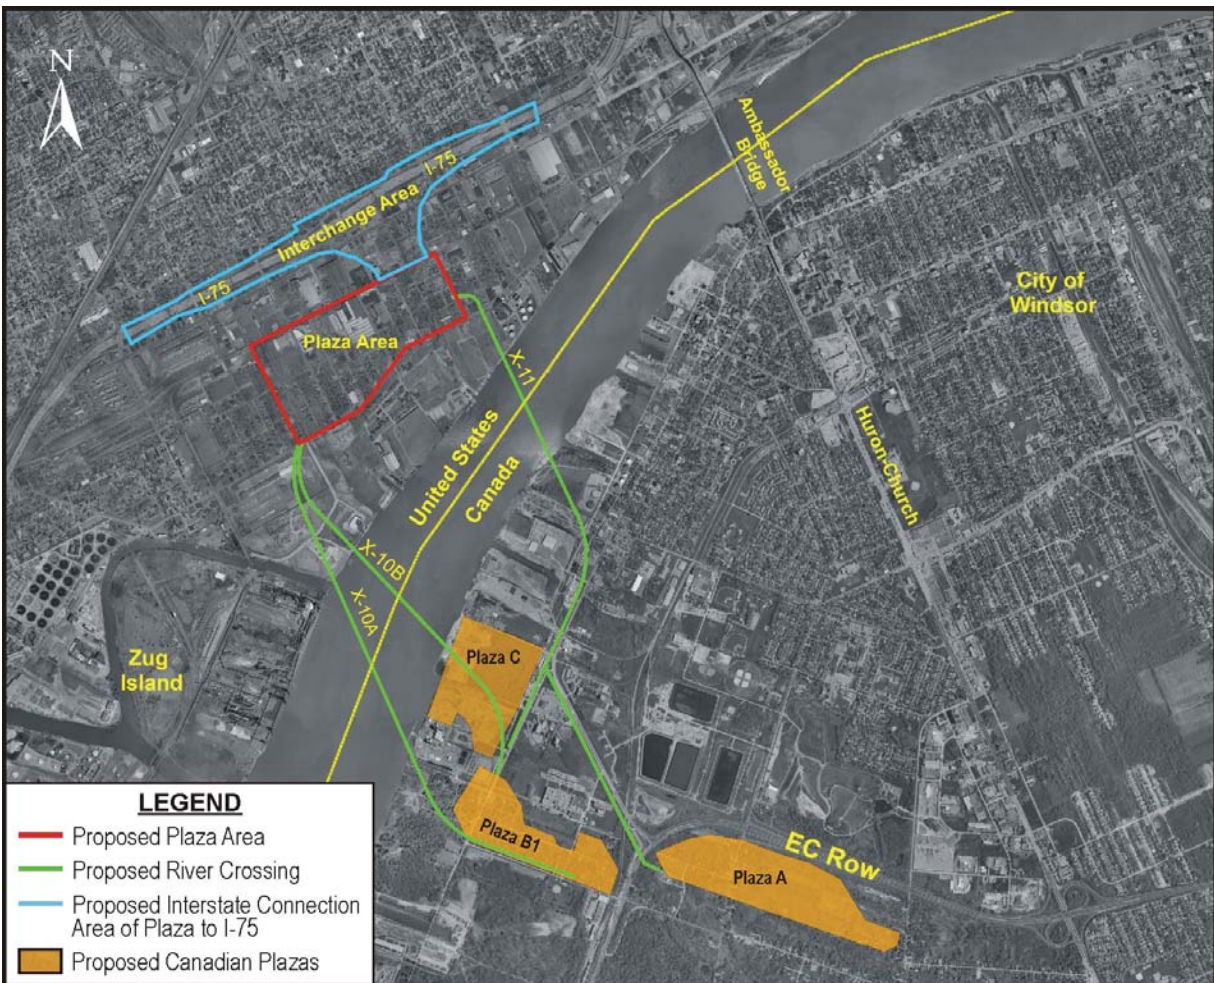 N
Ambassador
Bridge
I-75
Interchange Area
I-75
City of
Windsor
Plaza Area
X-11
Huron-Church
United States
Canada
X-10B
X-10A
Zug
Island
Plaza C
Plaza B1
EC Row
Plaza A
LEGEND
Proposed Plaza Area
Proposed River Crossing
Proposed Interstate Connection
Area of Plaza to I-75
Proposed Canadian Plazas